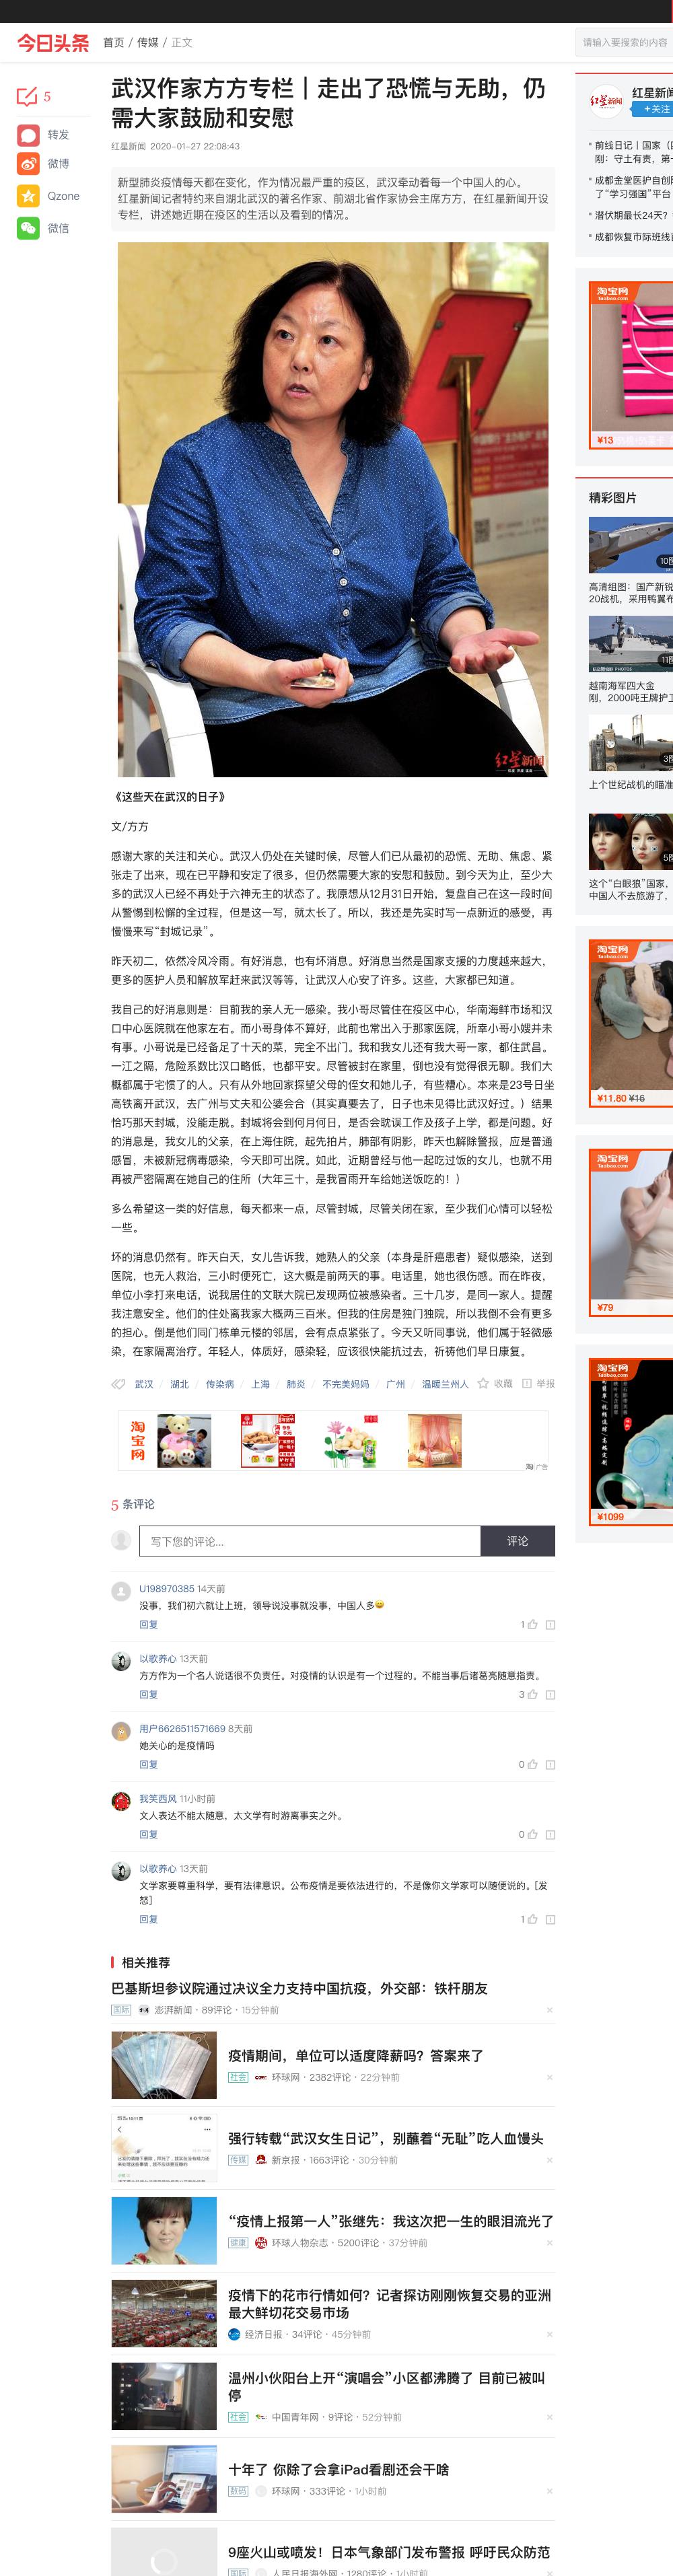 今日头条
首页 / 传媒 / 正文
请输入要搜索的内容
5
转发
微博
Qzone
微信
武汉作家方方专栏｜走出了恐慌与无助，仍
需大家鼓励和安慰
红星新闻 2020-01-27 22:08:43
新型肺炎疫情每天都在变化，作为情况最严重的疫区，武汉牵动着每一个中国人的心。
红星新闻记者特约来自湖北武汉的著名作家、前湖北省作家协会主席方方，在红星新闻开设
专栏，讲述她近期在疫区的生活以及看到的情况。
红星新闻
《这些天在武汉的日子》
文/方方
感谢大家的关注和关心。武汉人仍处在关键时候，尽管人们已从最初的恐慌、无助、焦虑、紧
张走了出来，现在已平静和安定了很多，但仍然需要大家的安慰和鼓励。到今天为止，至少大
多的武汉人已经不再处于六神无主的状态了。我原想从12月31日开始，复盘自己在这一段时间
从警惕到松懈的全过程，但是这一写，就太长了。所以，我还是先实时写一点新近的感受，再
慢慢来写“封城记录”。
昨天初二，依然冷风冷雨。有好消息，也有坏消息。好消息当然是国家支援的力度越来越大，
更多的医护人员和解放军赶来武汉等等，让武汉人心安了许多。这些，大家都已知道。
我自己的好消息则是：目前我的亲人无一感染。我小哥尽管住在疫区中心，华南海鲜市场和汉
口中心医院就在他家左右。而小哥身体不算好，此前也常出入于那家医院，所幸小哥小嫂并未
有事。小哥说是已经备足了十天的菜，完全不出门。我和我女儿还有我大哥一家，都住武昌。
一江之隔，危险系数比汉口略低，也都平安。尽管被封在家里，倒也没有觉得很无聊。我们大
概都属于宅惯了的人。只有从外地回家探望父母的侄女和她儿子，有些糟心。本来是23号日坐
高铁离开武汉，去广州与丈夫和公婆会合（其实真要去了，日子也未见得比武汉好过。）结果
恰巧那天封城，没能走脱。封城将会到何月何日，是否会耽误工作及孩子上学，都是问题。好
的消息是，我女儿的父亲，在上海住院，起先拍片，肺部有阴影，昨天也解除警报，应是普通
感冒，未被新冠病毒感染，今天即可出院。如此，近期曾经与他一起吃过饭的女儿，也就不用
再被严密隔离在她自己的住所（大年三十，是我冒雨开车给她送饭吃的！）
多么希望这一类的好信息，每天都来一点，尽管封城，尽管关闭在家，至少我们心情可以轻松
一些。
坏的消息仍然有。昨天白天，女儿告诉我，她熟人的父亲（本身是肝癌患者）疑似感染，送到
医院，也无人救治，三小时便死亡，这大概是前两天的事。电话里，她也很伤感。而在昨夜，
单位小李打来电话，说我居住的文联大院已发现两位被感染者。三十几岁，是同一家人。提醒
我注意安全。他们的住处离我家大概两三百米。但我的住房是独门独院，所以我倒不会有更多
的担心。倒是他们同门栋单元楼的邻居，会有点点紧张了。今天又听同事说，他们属于轻微感
染，在家隔离治疗。年轻人，体质好，感染轻，应该很快能抗过去，祈祷他们早日康复。
武汉 / 湖北 / 传染病 / 上海 / 肺炎 / 不完美妈妈 / 广州 / 温暖兰州人
收藏 举报
淘宝网
淘 广告
5 条评论
写下您的评论...
评论
U198970385 14天前
没事，我们初六就让上班，领导说没事就没事，中国人多😄
回复 1
以歌养心 13天前
方方作为一个名人说话很不负责任。对疫情的认识是有一个过程的。不能当事后诸葛亮随意指责。
回复 3
用户6626511571669 8天前
她关心的是疫情吗
回复 0
我笑西风 11小时前
文人表达不能太随意，太文学有时游离事实之外。
回复 0
以歌养心 13天前
文学家要尊重科学，要有法律意识。公布疫情是要依法进行的，不是像你文学家可以随便说的。[发
怒]
回复 1
相关推荐
巴基斯坦参议院通过决议全力支持中国抗疫，外交部：铁杆朋友
国际 澎湃新闻 · 89评论 · 15分钟前
疫情期间，单位可以适度降薪吗？答案来了
社会 环球网 · 2382评论 · 22分钟前
强行转载“武汉女生日记”，别蘸着“无耻”吃人血馒头
传媒 新京报 · 1663评论 · 30分钟前
“疫情上报第一人”张继先：我这次把一生的眼泪流光了
健康 环球人物杂志 · 5200评论 · 37分钟前
疫情下的花市行情如何？记者探访刚刚恢复交易的亚洲
最大鲜切花交易市场
经济日报 · 34评论 · 45分钟前
温州小伙阳台上开“演唱会”小区都沸腾了 目前已被叫
停
社会 中国青年网 · 9评论 · 52分钟前
十年了 你除了会拿iPad看剧还会干啥
数码 环球网 · 333评论 · 1小时前
9座火山或喷发！日本气象部门发布警报 呼吁民众防范
国际 人民日报海外网 · 1280评论 · 1小时前
红星新闻
红星新闻
+关注
前线日记｜国家（
刚：守土有责，第一
成都金堂医护自创
了“学习强国”平台
潜伏期最长24天？
成都恢复市际班线
淘宝网
Taobao.com
¥13
精彩图片
10图
高清组图：国产新锐
20战机，采用鸭翼布
11图
越南海军四大金
刚，2000吨王牌护卫
3图
上个世纪战机的瞄准
5图
这个“白眼狼”国家，
中国人不去旅游了，
淘宝网
Taobao.com
¥11.80 ¥16
淘宝网
Taobao.com
¥79
淘宝网
Taobao.com
¥1099